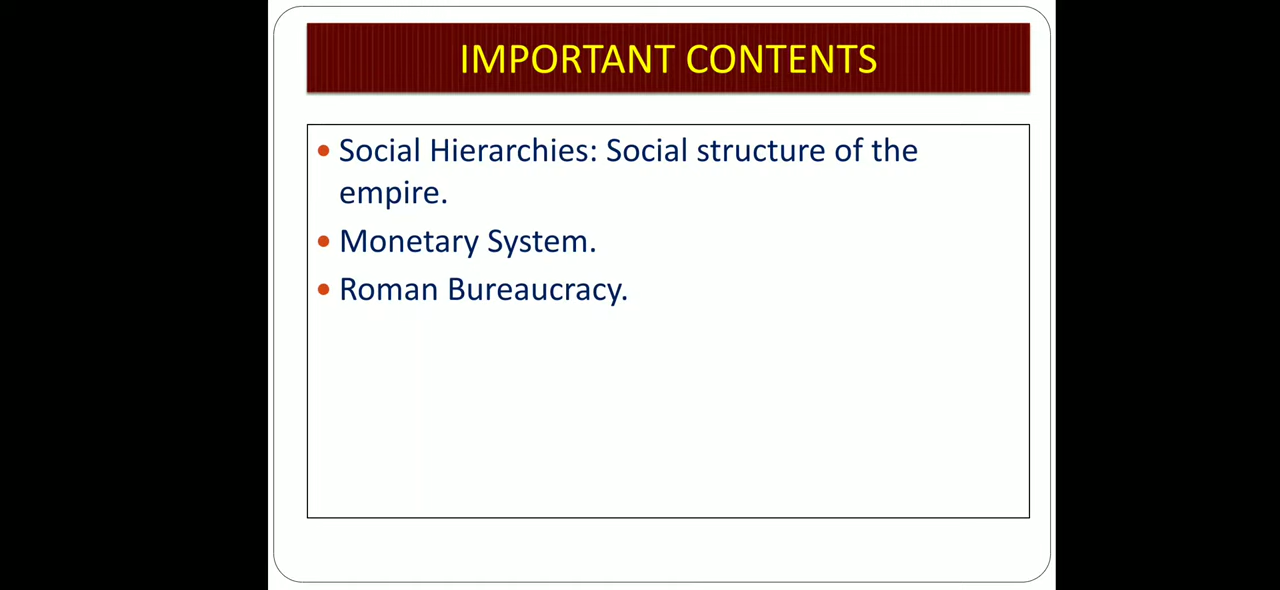 IMPORTANT CONTENTS
• Social Hierarchies: Social structure of the
empire.
• Monetary System.
• Roman Bureaucracy.